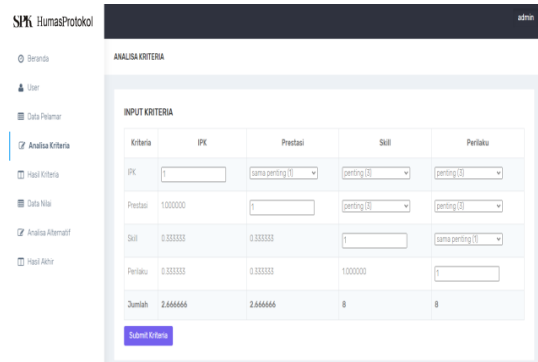 SPK HumasProtokol
admin
Beranda
User
Data Pelamar
Analisa Kriteria
Hasil Kriteria
Data Nilai
Analisa Alternatif
Hasil Akhir
ANALISA KRITERIA
INPUT KRITERIA
Kriteria IPK Prestasi Skill Perilaku
IPK 1 sama penting (1) penting (3) penting (3)
Prestasi 1.000000 1 penting (3) penting (3)
Skill 0.333333 0.333333 1 sama penting (1)
Perilaku 0.333333 0.333333 1.000000 1
Jumlah 2.666666 2.666666 8 8
Submit Kriteria